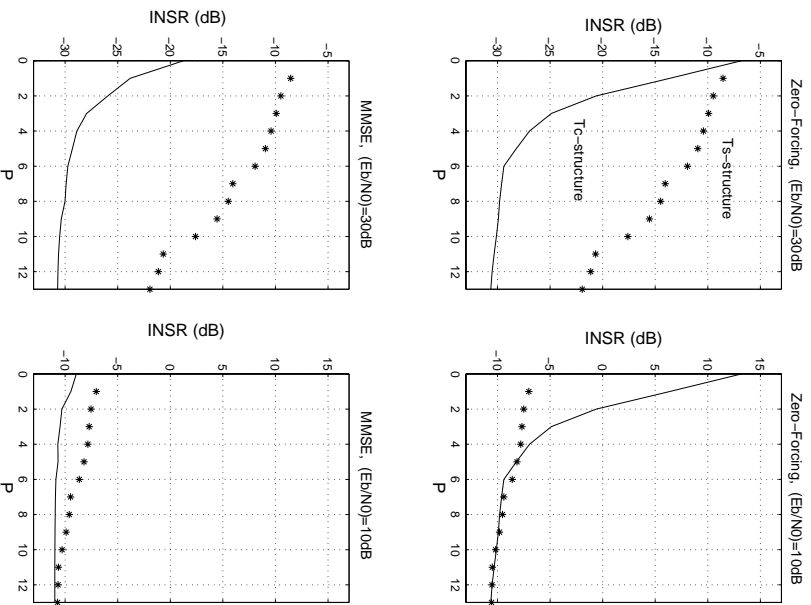 Zero−Forcing, (Eb/N0)=30dB
INSR (dB)
−5
−10
−15
−20
−25
−30
Ts−structure
Tc−structure
0 2 4 6 8 10 12
Zero−Forcing, (Eb/N0)=10dB
INSR (dB)
15
10
5
0
−5
−10
0 2 4 6 8 10 12
MMSE, (Eb/N0)=30dB
INSR (dB)
−5
−10
−15
−20
−25
−30
0 2 4 6 8 10 12
P
MMSE, (Eb/N0)=10dB
INSR (dB)
15
10
5
0
−5
−10
0 2 4 6 8 10 12
P